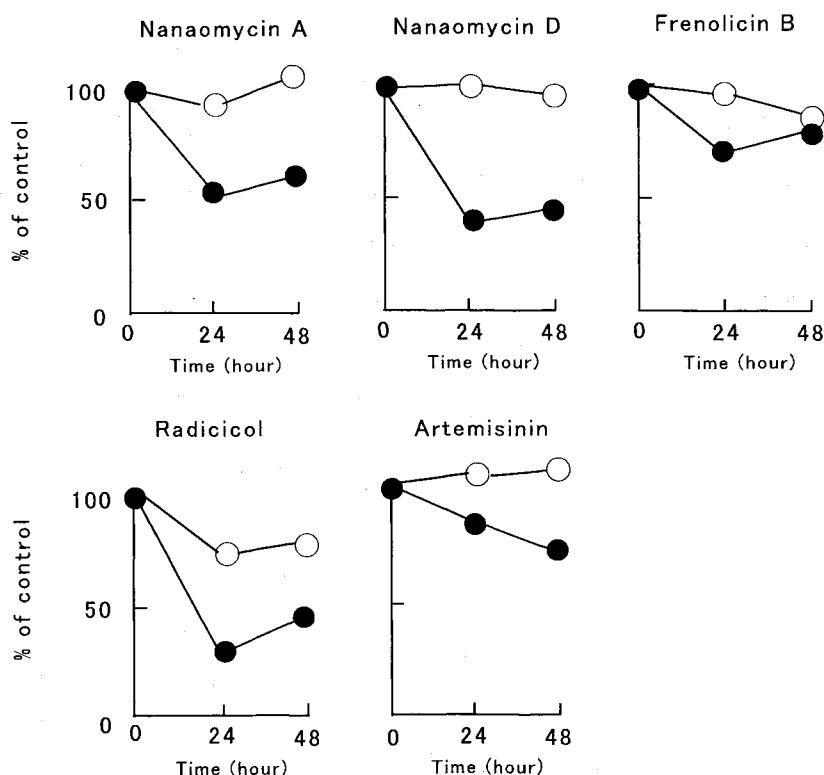 Nanaomycin A
Nanaomycin D
Frenolicin B
% of control
100
50
0
0 24 48
Time (hour)
0 24 48
Time (hour)
0 24 48
Time (hour)
Radicicol
Artemisinin
% of control
100
50
0
0 24 48
Time (hour)
0 24 48
Time (hour)